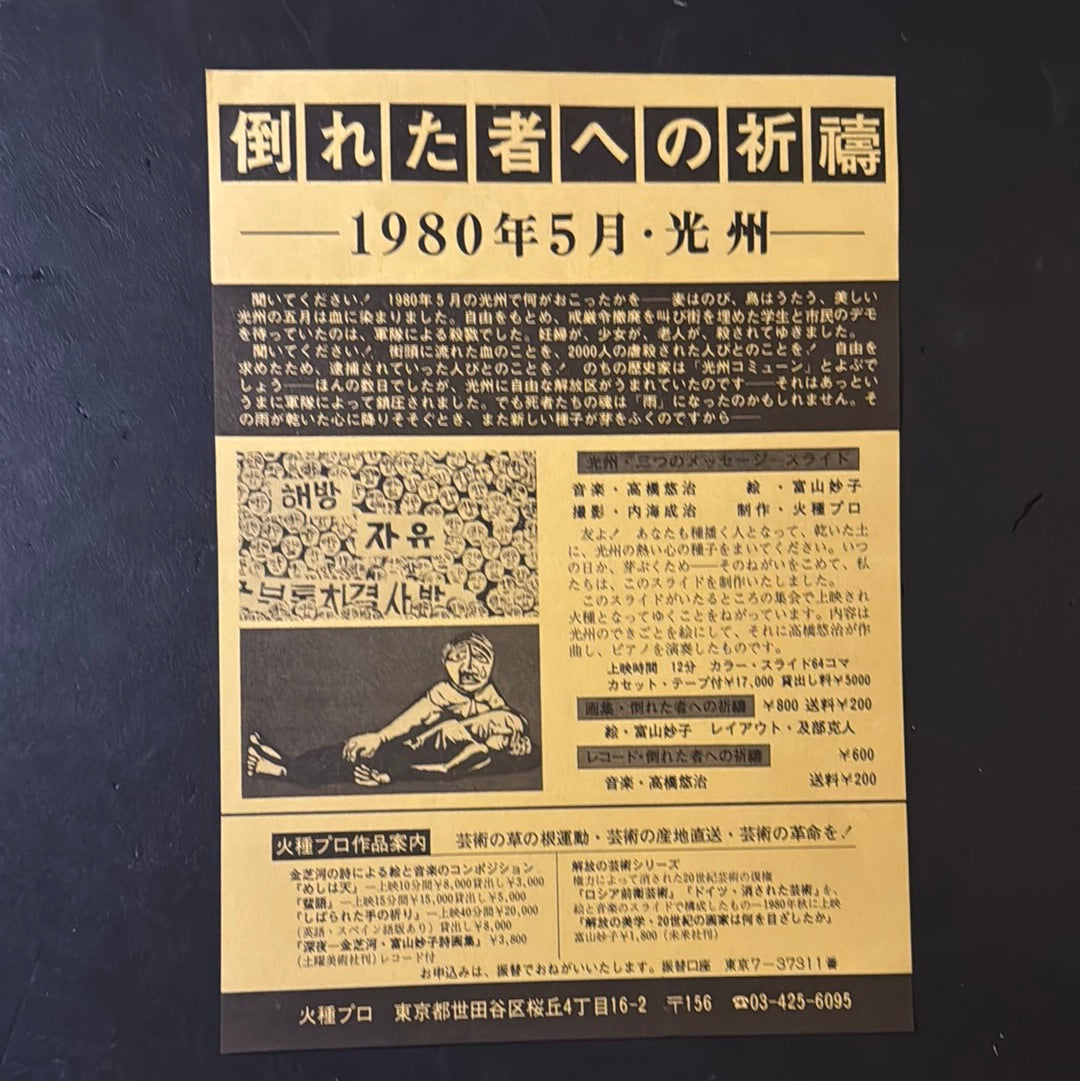 倒れた者への祈禱
1980年5月・光州
聞いてください！ 1980年5月の光州で何がおこったかを――麦はのび、鳥はうたう、美しい
光州の五月は血に染まりました。自由をもとめ、戒厳令撤廃を叫び街を埋めた学生と市民のデモ
を待っていたのは、軍隊による殺戮でした。妊婦が、少女が、老人が、殺されてゆきました。
聞いてください！ 街頭に流れた血のことを、2000人の虐殺された人びとのことを！ 自由を
求めたため、逮捕されていった人びとのことを！ のちの歴史家は「光州コミューン」とよぶで
しょう――ほんの数日でしたが、光州に自由な解放区がうまれていたのです――それはあっとい
うまに軍隊によって鎮圧されました。でも死者たちの魂は「雨」になったのかもしれません。そ
の雨が乾いた心に降りそそぐとき、また新しい種子が芽をふくのですから――
해방
자유
사람
光州・三つのメッセージ－スライド
音楽・高橋悠治 絵・富山妙子
撮影・内海成治 制作・火種プロ
友よ！ あなたも種播く人となって、乾いた土
に、光州の熱い心の種子をまいてください。いつ
の日か、芽ぶくため――そのねがいをこめて、私
たちは、このスライドを制作いたしました。
このスライドがいたるところの集会で上映され
火種となってゆくことをねがっています。内容は
光州のできごとを絵にして、それに高橋悠治が作
曲し、ピアノを演奏したものです。
上映時間 12分 カラー・スライド64コマ
カセット・テープ付¥17,000 貸出し料¥5000
画集・倒れた者への祈禱 ¥800 送料¥200
絵・富山妙子 レイアウト・及部克人
レコード・倒れた者への祈禱 ¥600
音楽・高橋悠治 送料¥200
火種プロ作品案内 芸術の草の根運動・芸術の産地直送・芸術の革命を！
金芝河の詩による絵と音楽のコンポジション
『めしは天』―上映10分間¥8,000貸出し¥3,000
『蜚語』―上映15分間¥15,000貸出し¥5,000
『しばられた手の祈り』―上映40分間¥20,000
（英語・スペイン語版あり）貸出し¥8,000
『深夜―金芝河・富山妙子詩画集』¥3,800
（土曜美術社刊）レコード付
解放の芸術シリーズ
権力によって消された20世紀芸術の復権
『ロシア前衛芸術』『ドイツ・消された芸術』を、
絵と音楽のスライドで構成したもの―1980年秋に上映
『解放の美学・20世紀の画家は何を目ざしたか』
富山妙子¥1,800（未来社刊）
お申込みは、振替でおねがいいたします。振替口座 東京7－37311番
火種プロ 東京都世田谷区桜丘4丁目16-2 〒156 ☎03-425-6095